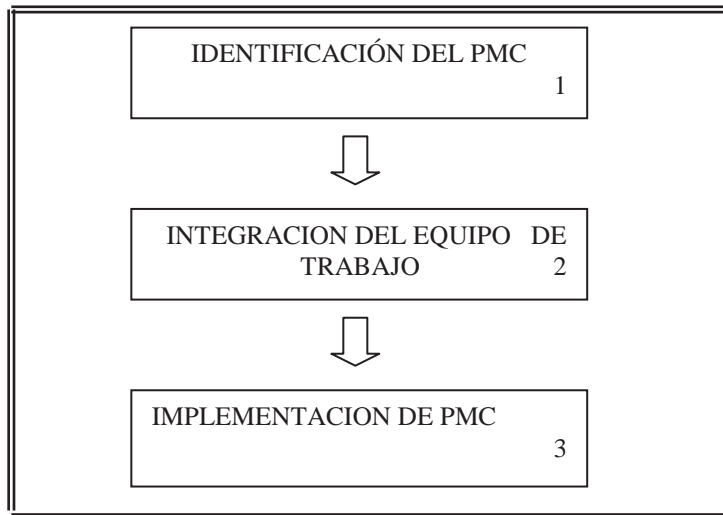 IDENTIFICACIÓN DEL PMC
1
INTEGRACION DEL EQUIPO DE
TRABAJO 2
IMPLEMENTACION DE PMC
3